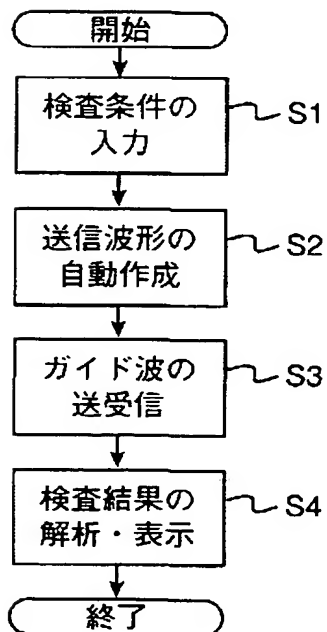 開始
検査条件の
入力
S1
送信波形の
自動作成
S2
ガイド波の
送受信
S3
検査結果の
解析・表示
S4
終了